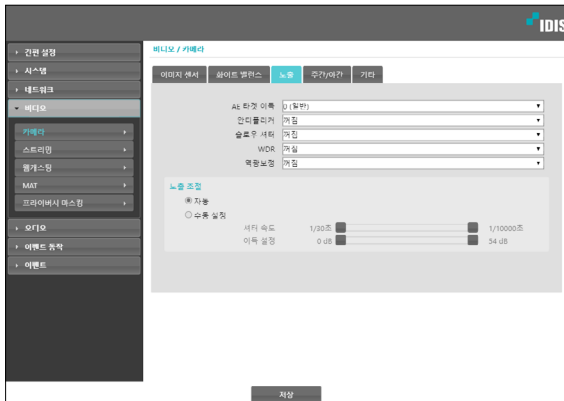 IDIS
간편 설정
시스템
네트워크
비디오
카메라
스트리밍
웹캐스팅
MAT
프라이버시 마스킹
오디오
이벤트 동작
이벤트
비디오 / 카메라
이미지 센서 화이트 밸런스 노출 주간/야간 기타
AE 타겟 이득 0 (일반)
안티플리커 꺼짐
슬로우 셔터 꺼짐
WDR 꺼짐
역광보정 꺼짐
노출 조절
자동
수동 설정
셔터 속도 1/30초 1/10000초
이득 설정 0 dB 54 dB
저장